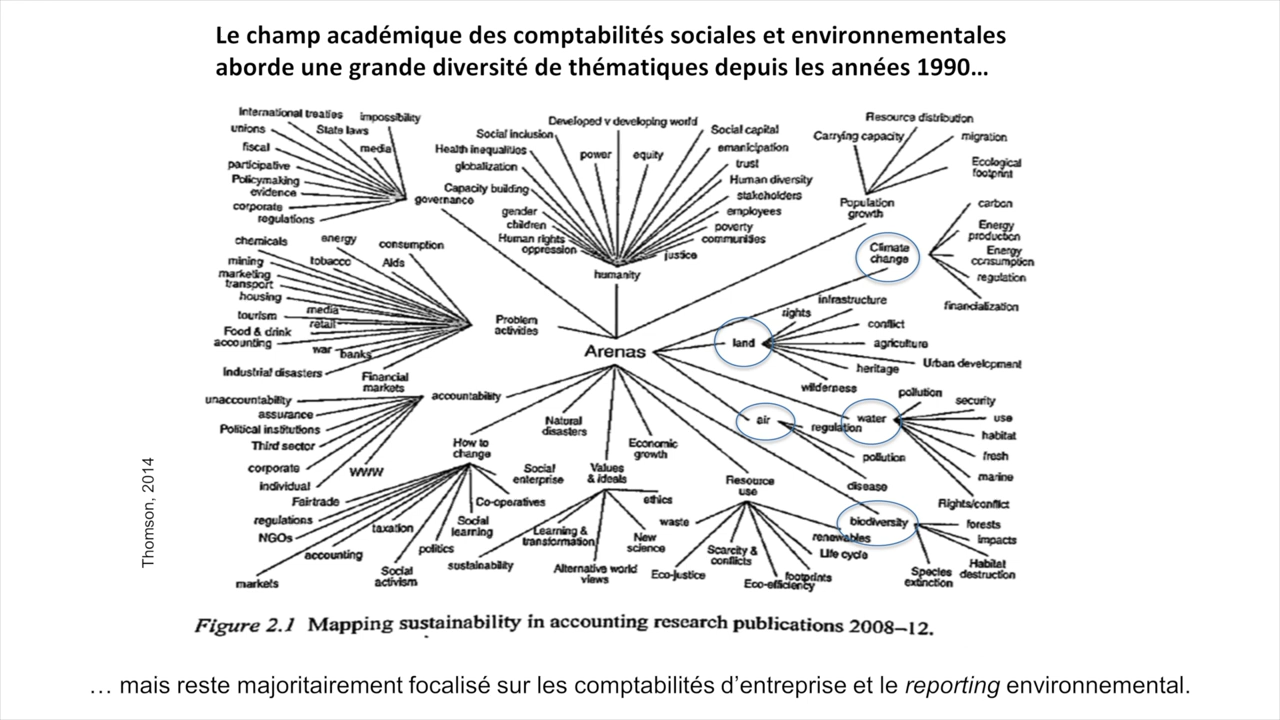 Le champ académique des comptabilités sociales et environnementales
aborde une grande diversité de thématiques depuis les années 1990…
International treaties
impossibility
unions
State laws
fiscal
media
participative
Policymaking
evidence
corporate
regulations
governance
Developed v developing world
Social inclusion
Social capital
Health inequalities
power
equity
emanicipation
globalization
trust
Capacity building
Human diversity
stakeholders
gender
employees
children
poverty
Human rights
communities
oppression
justice
humanity
Resource distribution
Carrying capacity
migration
Ecological
footprint
Population
growth
carbon
Climate
change
Energy
production
Energy
consumption
regulation
financialization
chemicals
energy
consumption
mining
tobacco
Aids
marketing
transport
housing
media
tourism
retail
Food & drink
accounting
war
banks
Industrial disasters
Financial
markets
Problem
activities
Arenas
infrastructure
rights
land
conflict
agriculture
Urban development
heritage
wilderness
unaccountability
accountability
assurance
Political institutions
Third sector
corporate
www
individual
Natural
disasters
Economic
growth
air
regulation
pollution
disease
water
pollution
security
use
habitat
fresh
marine
Rights/conflict
How to
change
Social
enterprise
Fairtrade
Co-operatives
regulations
taxation
Social
learning
NGOs
accounting
politics
markets
Social
activism
Values
& ideals
ethics
Learning &
transformation
New
science
sustainability
Alternative world
views
Resource
use
waste
renewables
Scarcity &
conflicts
Life cycle
Eco-justice
footprints
Eco-efficiency
biodiversity
forests
impacts
Species
extinction
Habitat
destruction
Thomson, 2014
Figure 2.1 Mapping sustainability in accounting research publications 2008–12.
… mais reste majoritairement focalisé sur les comptabilités d’entreprise et le reporting environnemental.